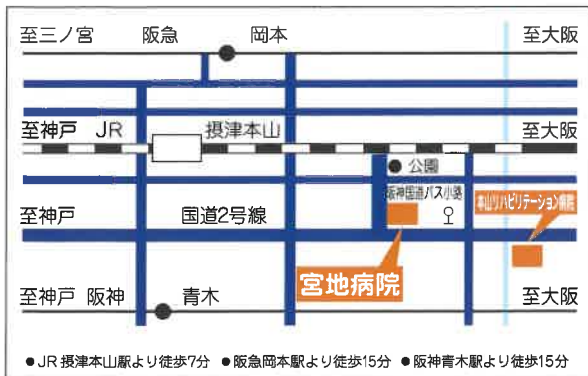 至三ノ宮 阪急 岡本 至大阪
至神戸 JR 摂津本山 至大阪
公園
阪神国道バス小路
本山リハビリテーション病院
至神戸 国道2号線
宮地病院
至神戸 阪神 青木 至大阪
●JR摂津本山駅より徒歩7分 ●阪急岡本駅より徒歩15分 ●阪神青木駅より徒歩15分